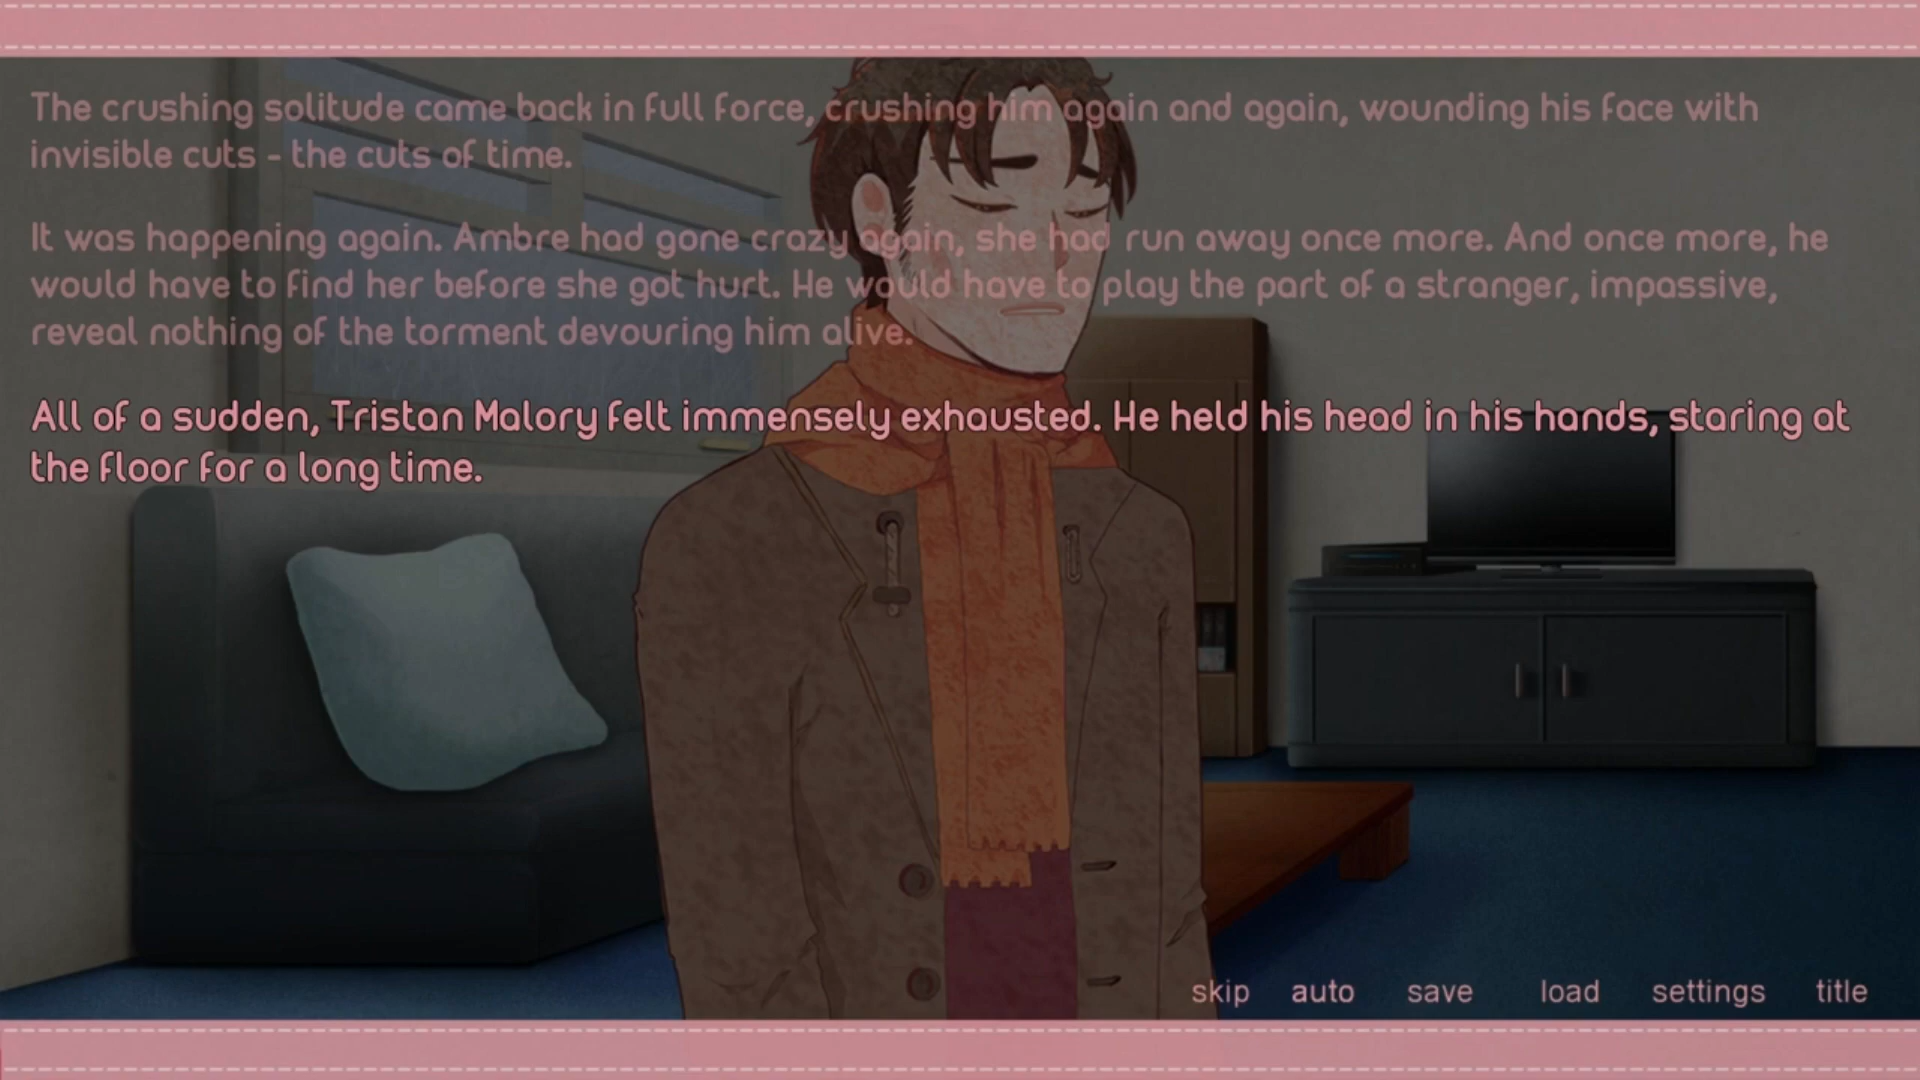 The crushing solitude came back in full force, crushing him again and again, wounding his face with
invisible cuts - the cuts of time.
It was happening again. Ambre had gone crazy again, she had run away once more. And once more, he
would have to find her before she got hurt. He would have to play the part of a stranger, impassive,
reveal nothing of the torment devouring him alive.
All of a sudden, Tristan Malory felt immensely exhausted. He held his head in his hands, staring at
the floor for a long time.
skip auto save load settings title